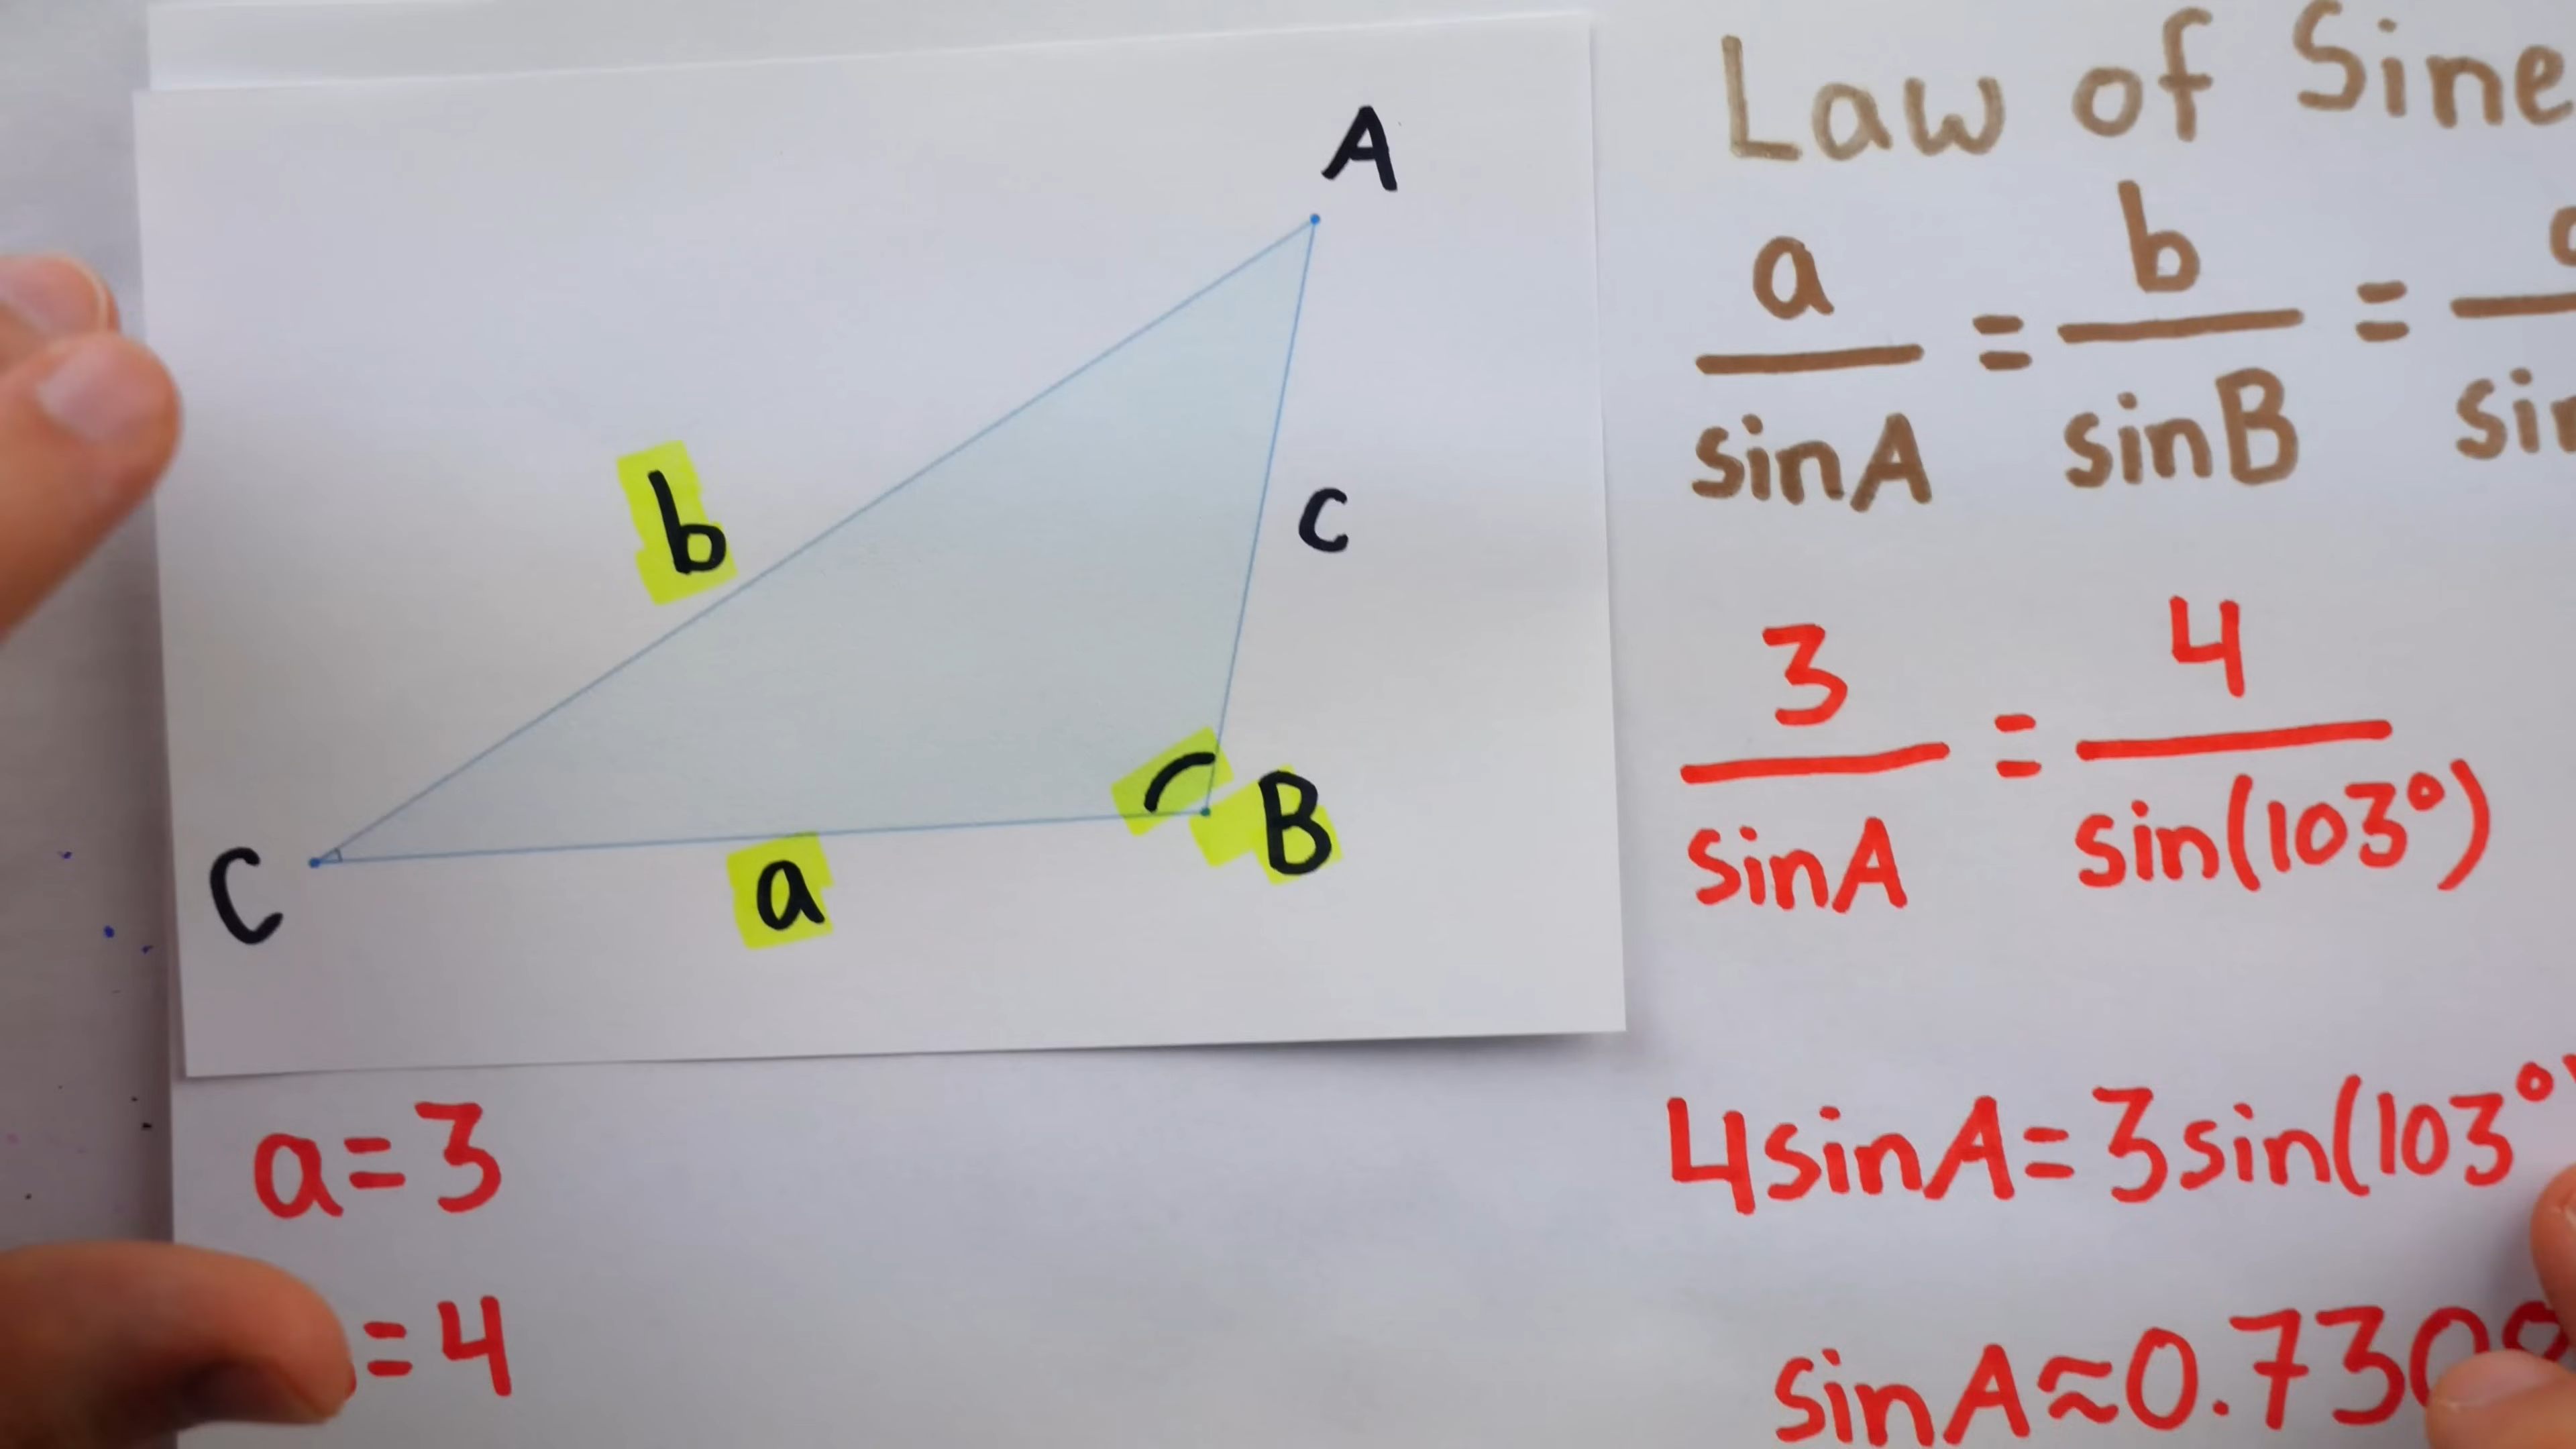 Law of Sine
a/sinA = b/sinB =
A
b
c
B
a
C
3/sinA = 4/sin(103°)
a=3
4sinA=3sin(103°
=4
sinA≈0.730